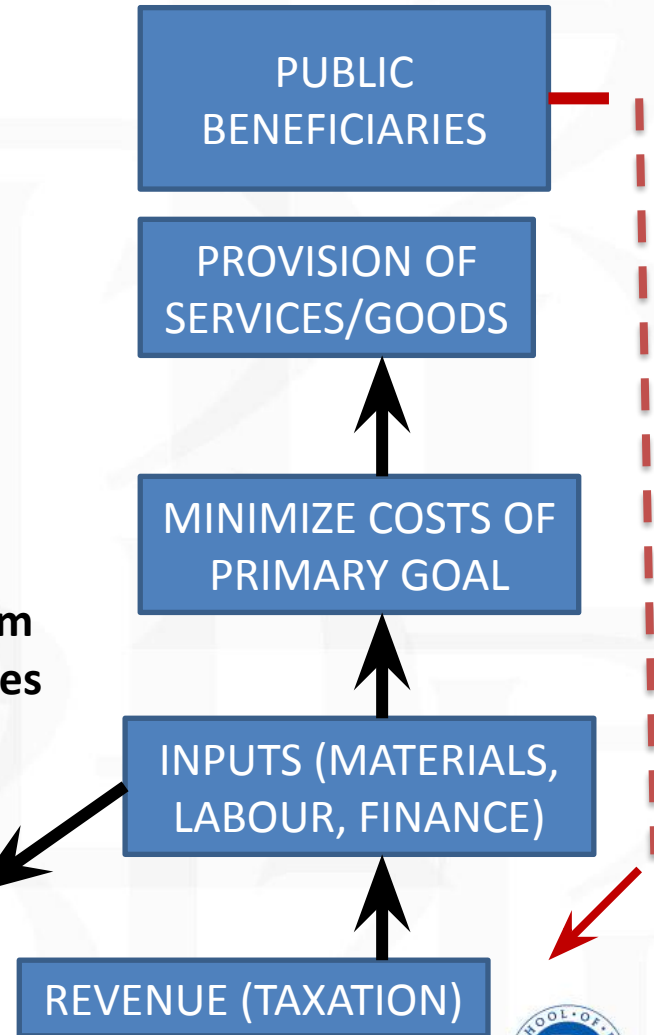 PUBLIC
BENEFICIARIES
PROVISION OF
SERVICES/GOODS
MINIMIZE COSTS OF
PRIMARY GOAL
INPUTS (MATERIALS,
LABOUR, FINANCE)
REVENUE (TAXATION)